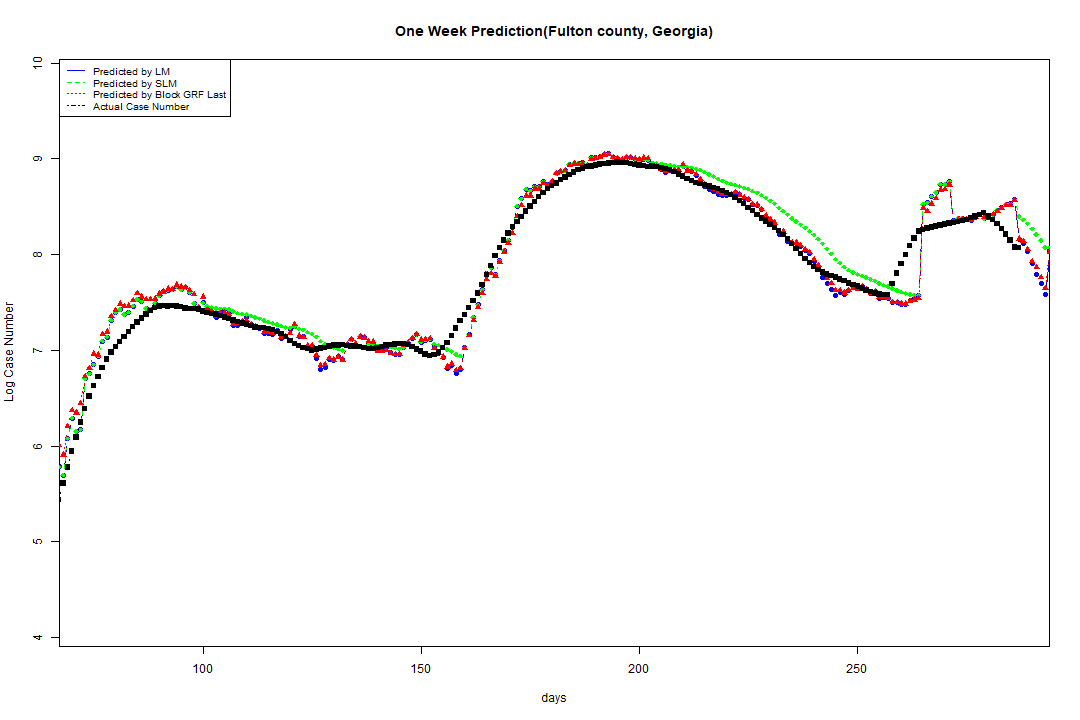 One Week Prediction(Fulton county, Georgia)
Predicted by LM
Predicted by SLM
Predicted by Block GRF Last
Actual Case Number
10
9
8
7
6
5
4
Log Case Number
100 150 200 250
days